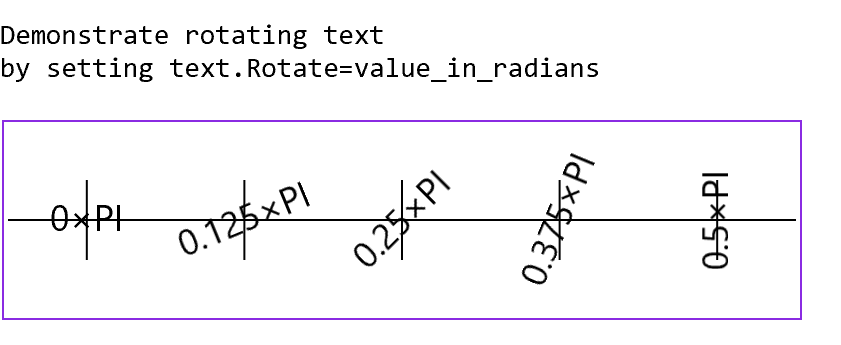 Demonstrate rotating text
by setting text.Rotate=value_in_radians
0×PI
0.125×PI
0.25×PI
0.375×PI
0.5×PI